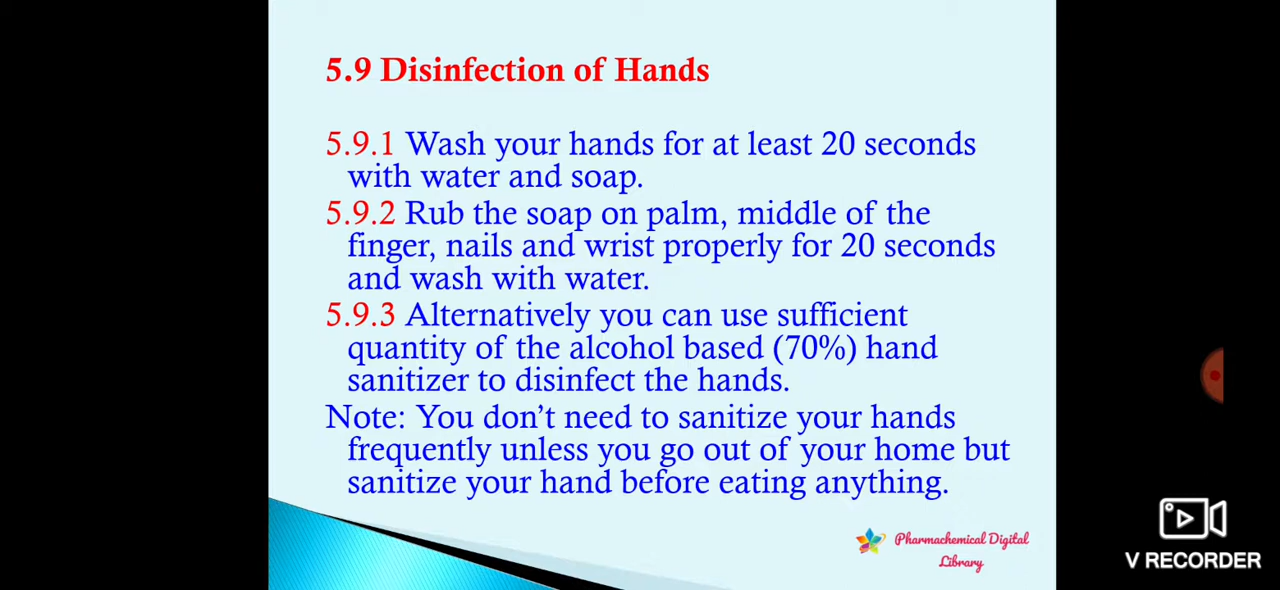 5.9 Disinfection of Hands
5.9.1 Wash your hands for at least 20 seconds
with water and soap.
5.9.2 Rub the soap on palm, middle of the
finger, nails and wrist properly for 20 seconds
and wash with water.
5.9.3 Alternatively you can use sufficient
quantity of the alcohol based (70%) hand
sanitizer to disinfect the hands.
Note: You don't need to sanitize your hands
frequently unless you go out of your home but
sanitize your hand before eating anything.
Pharmachemical Digital
Library
V RECORDER